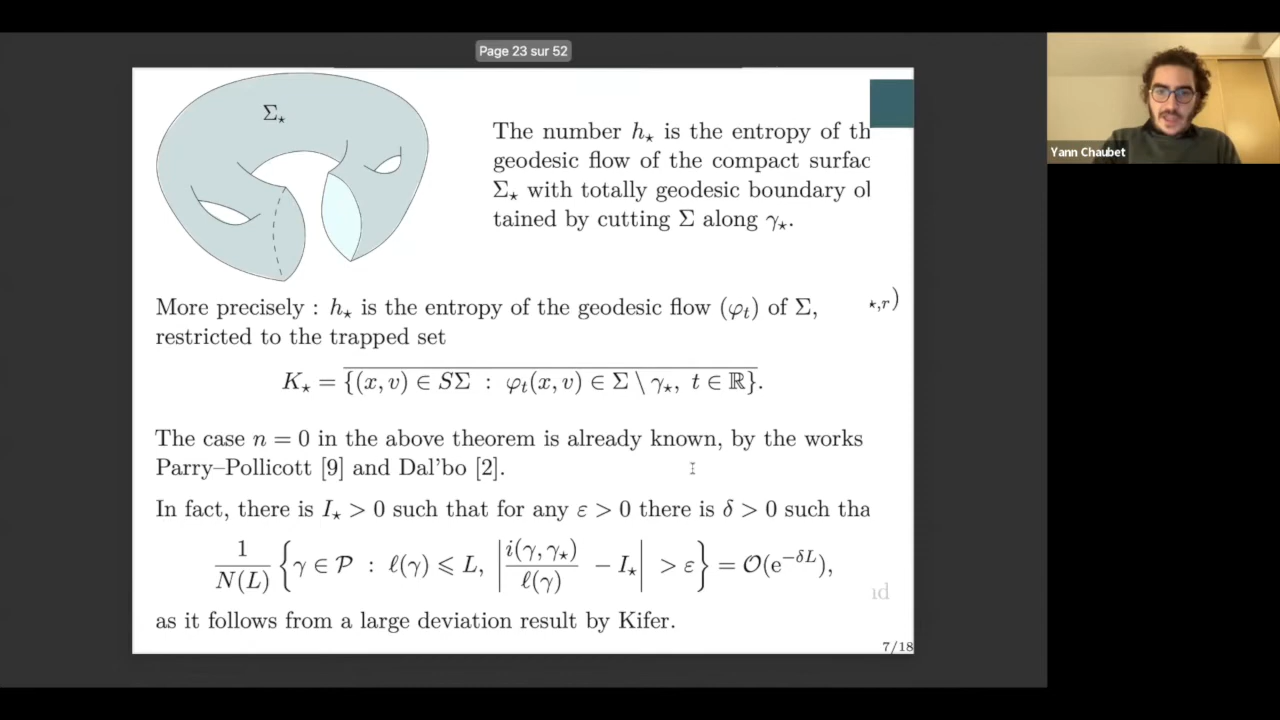 Page 23 sur 52
Σ⋆
The number h⋆ is the entropy of th
geodesic flow of the compact surfac
Σ⋆ with totally geodesic boundary ol
tained by cutting Σ along γ⋆.
More precisely : h⋆ is the entropy of the geodesic flow (φₜ) of Σ,
⋆,r)
restricted to the trapped set
K⋆ = \overline{{(x, v) ∈ SΣ : φₜ(x, v) ∈ Σ \ γ⋆, t ∈ ℝ}}.
The case n = 0 in the above theorem is already known, by the works
Parry–Pollicott [9] and Dal'bo [2].
In fact, there is I⋆ > 0 such that for any ε > 0 there is δ > 0 such tha
1/N(L) {γ ∈ 𝒫 : ℓ(γ) ⩽ L, |i(γ, γ⋆)/ℓ(γ) − I⋆| > ε} = 𝒪(e^{−δL}),
nd
as it follows from a large deviation result by Kifer.
7/18
Yann Chaubet